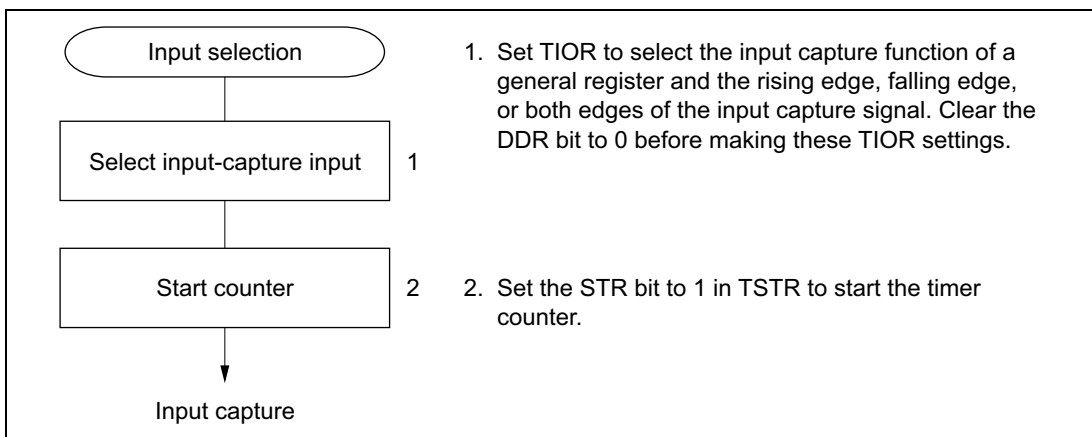 Input selection
Select input-capture input 1
Start counter 2
Input capture
1. Set TIOR to select the input capture function of a
general register and the rising edge, falling edge,
or both edges of the input capture signal. Clear the
DDR bit to 0 before making these TIOR settings.
2. Set the STR bit to 1 in TSTR to start the timer
counter.